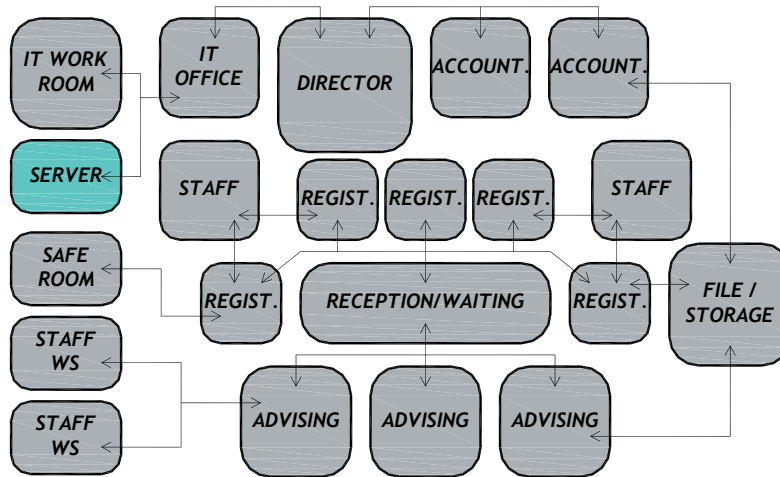 IT WORK
ROOM
IT
OFFICE
DIRECTOR
ACCOUNT.
ACCOUNT.
SERVER
STAFF
REGIST.
REGIST.
REGIST.
STAFF
SAFE
ROOM
REGIST.
RECEPTION/WAITING
REGIST.
FILE /
STORAGE
STAFF
WS
STAFF
WS
ADVISING
ADVISING
ADVISING